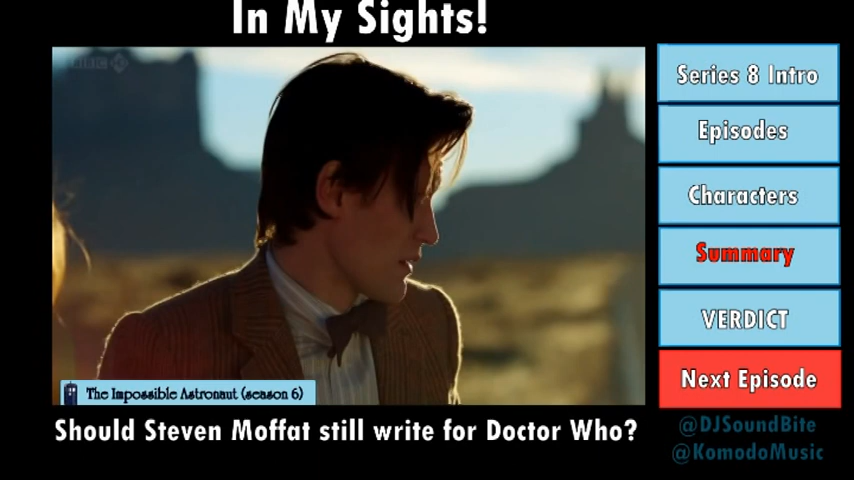 In My Sights!
BBC
Series 8 Intro
Episodes
Characters
Summary
VERDICT
Next Episode
The Impossible Astronaut (season 6)
Should Steven Moffat still write for Doctor Who?
@DJSoundBite
@KomodoMusic